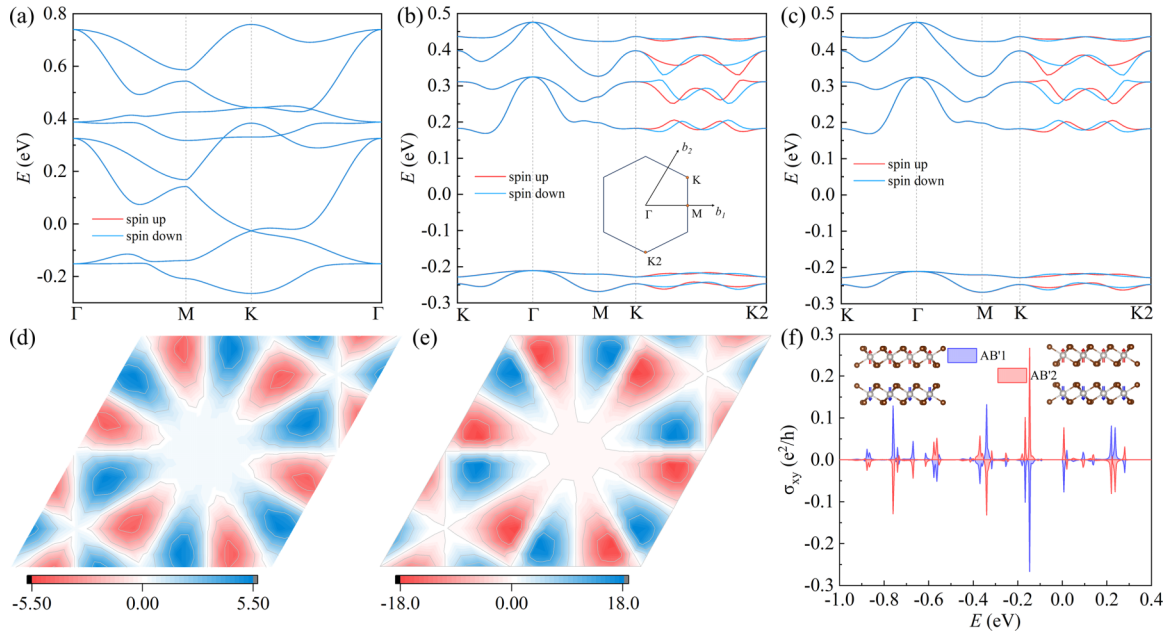 (a)
0.8
0.6
0.4
0.2
0.0
-0.2
E (eV)
spin up
spin down
Γ
M
K
Γ
(b)
0.5
0.4
0.3
0.2
0.1
0.0
-0.1
-0.2
-0.3
E (eV)
spin up
spin down
b2
K
Γ
M
b1
K2
K
Γ
M
K
K2
(c)
0.5
0.4
0.3
0.2
0.1
0.0
-0.1
-0.2
-0.3
E (eV)
spin up
spin down
K
Γ
M
K
K2
(d)
-5.50
0.00
5.50
(e)
-18.0
0.00
18.0
(f)
0.3
0.2
0.1
0.0
-0.1
-0.2
0.3
σxy (e²/h)
AB'1
AB'2
-1.0
-0.8
-0.6
-0.4
-0.2
0.0
0.2
0.4
E (eV)